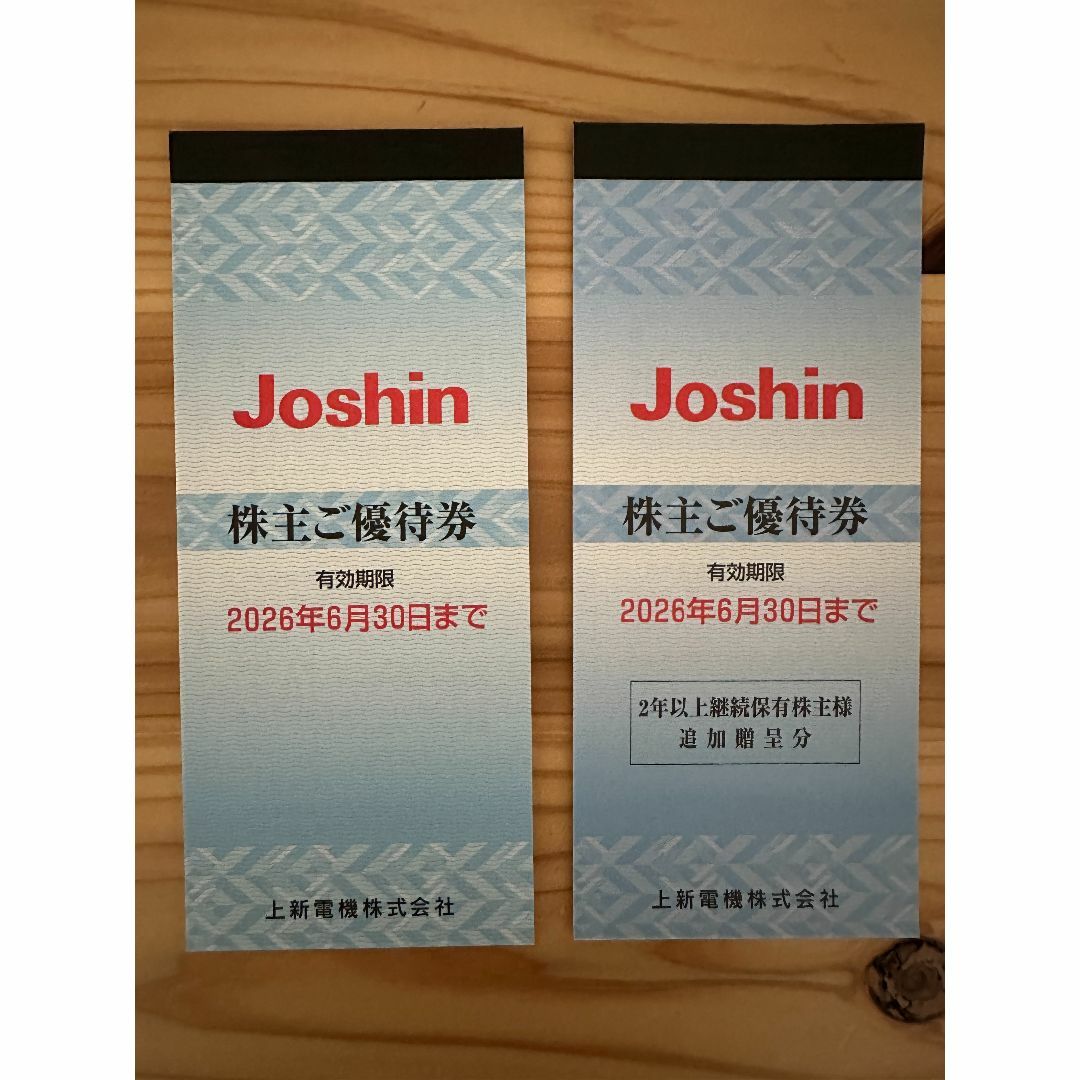 Joshin
株主ご優待券
有効期限
2026年6月30日まで
上新電機株式会社
Joshin
株主ご優待券
有効期限
2026年6月30日まで
2年以上継続保有株主様
追加贈呈分
上新電機株式会社